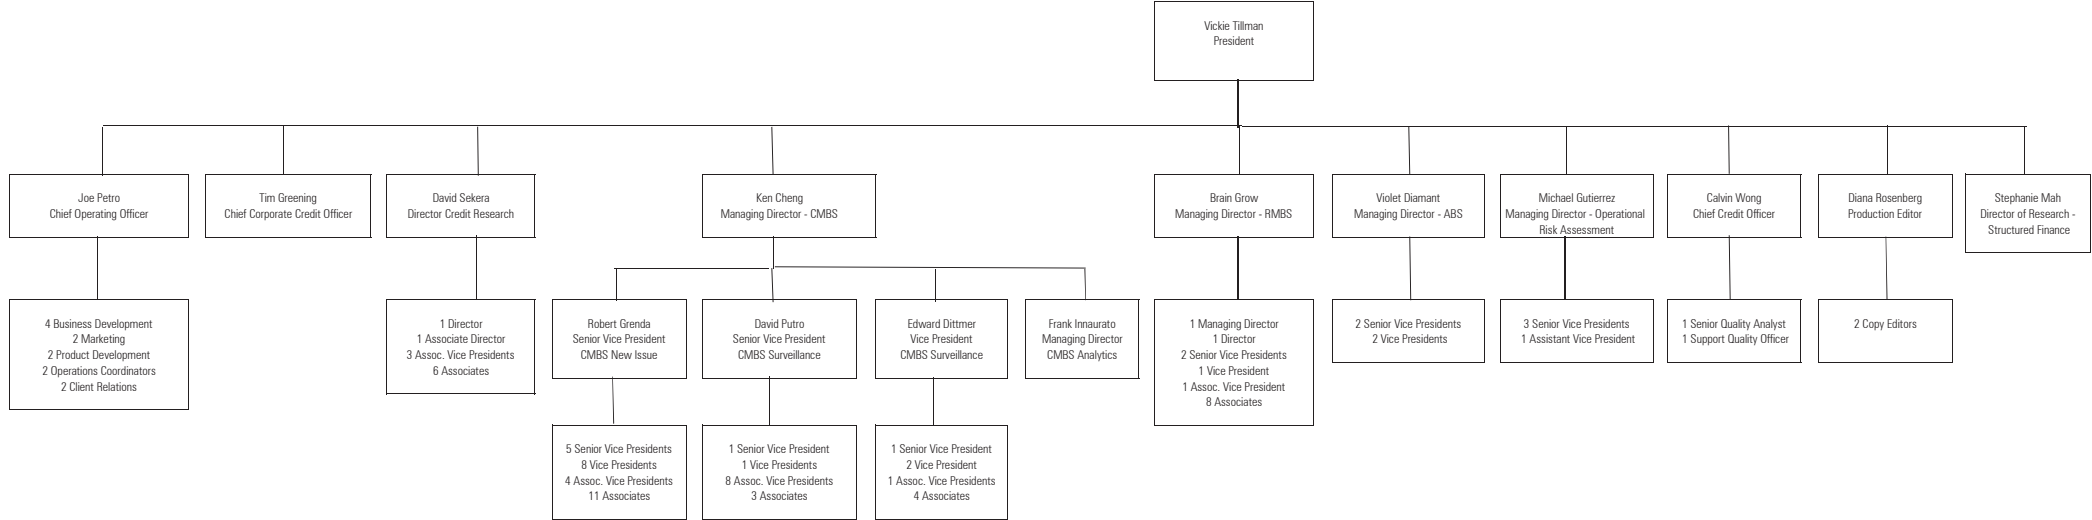 Vickie Tillman
President
Joe Petro
Chief Operating Officer
Tim Greening
Chief Corporate Credit Officer
David Sekera
Director Credit Research
Ken Cheng
Managing Director - CMBS
Brain Grow
Managing Director - RMBS
Violet Diamant
Managing Director - ABS
Michael Gutierrez
Managing Director - Operational
Risk Assessment
Calvin Wong
Chief Credit Officer
Diana Rosenberg
Production Editor
Stephanie Mah
Director of Research -
Structured Finance
4 Business Development
2 Marketing
2 Product Development
2 Operations Coordinators
2 Client Relations
1 Director
1 Associate Director
3 Assoc. Vice Presidents
6 Associates
Robert Grenda
Senior Vice President
CMBS New Issue
David Putro
Senior Vice President
CMBS Surveillance
Edward Dittmer
Vice President
CMBS Surveillance
Frank Innaurato
Managing Director
CMBS Analytics
1 Managing Director
1 Director
2 Senior Vice Presidents
1 Vice President
1 Assoc. Vice President
8 Associates
2 Senior Vice Presidents
2 Vice Presidents
3 Senior Vice Presidents
1 Assistant Vice President
1 Senior Quality Analyst
1 Support Quality Officer
2 Copy Editors
5 Senior Vice Presidents
8 Vice Presidents
4 Assoc. Vice Presidents
11 Associates
1 Senior Vice President
1 Vice Presidents
8 Assoc. Vice Presidents
3 Associates
1 Senior Vice President
2 Vice President
1 Assoc. Vice Presidents
4 Associates